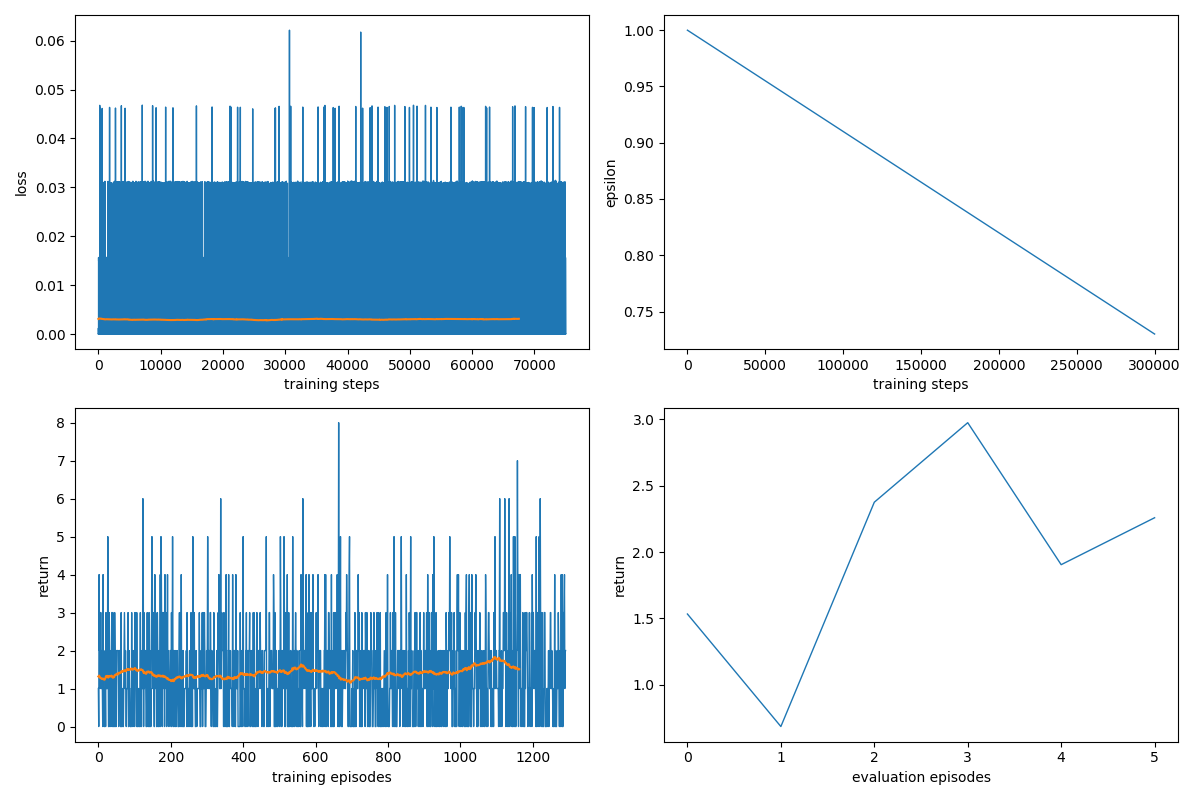 0.06
0.05
0.04
0.03
0.02
0.01
0.00
loss
0 10000 20000 30000 40000 50000 60000 70000
training steps
1.00
0.95
0.90
0.85
0.80
0.75
epsilon
0 50000 100000 150000 200000 250000 300000
training steps
8
7
6
5
4
3
2
1
0
return
0 200 400 600 800 1000 1200
training episodes
3.0
2.5
2.0
1.5
1.0
return
0 1 2 3 4 5
evaluation episodes